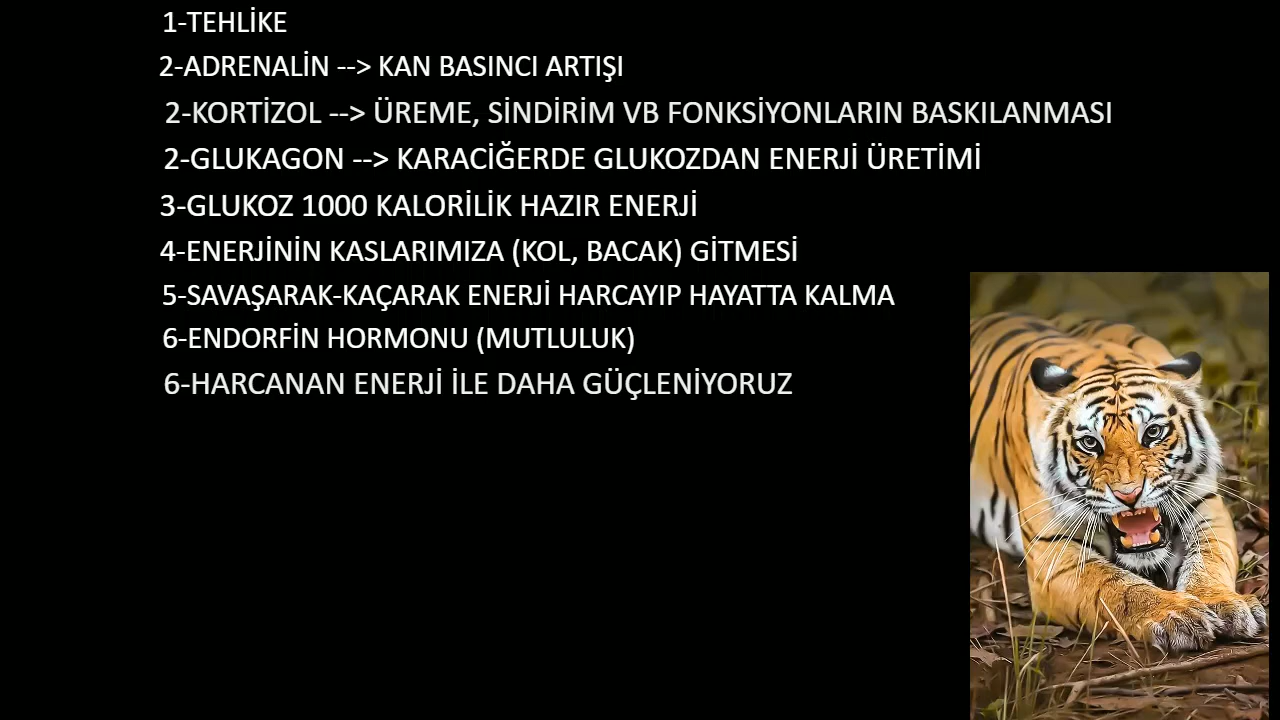 1-TEHLİKE
2-ADRENALİN --> KAN BASINCI ARTIŞI
2-KORTİZOL --> ÜREME, SİNDİRİM VB FONKSİYONLARIN BASKILANMASI
2-GLUKAGON --> KARACİĞERDE GLUKOZDAN ENERJİ ÜRETİMİ
3-GLUKOZ 1000 KALORİLİK HAZIR ENERJİ
4-ENERJİNİN KASLARIMIZA (KOL, BACAK) GİTMESİ
5-SAVAŞARAK-KAÇARAK ENERJİ HARCAYIP HAYATTA KALMA
6-ENDORFİN HORMONU (MUTLULUK)
6-HARCANAN ENERJİ İLE DAHA GÜÇLENİYORUZ